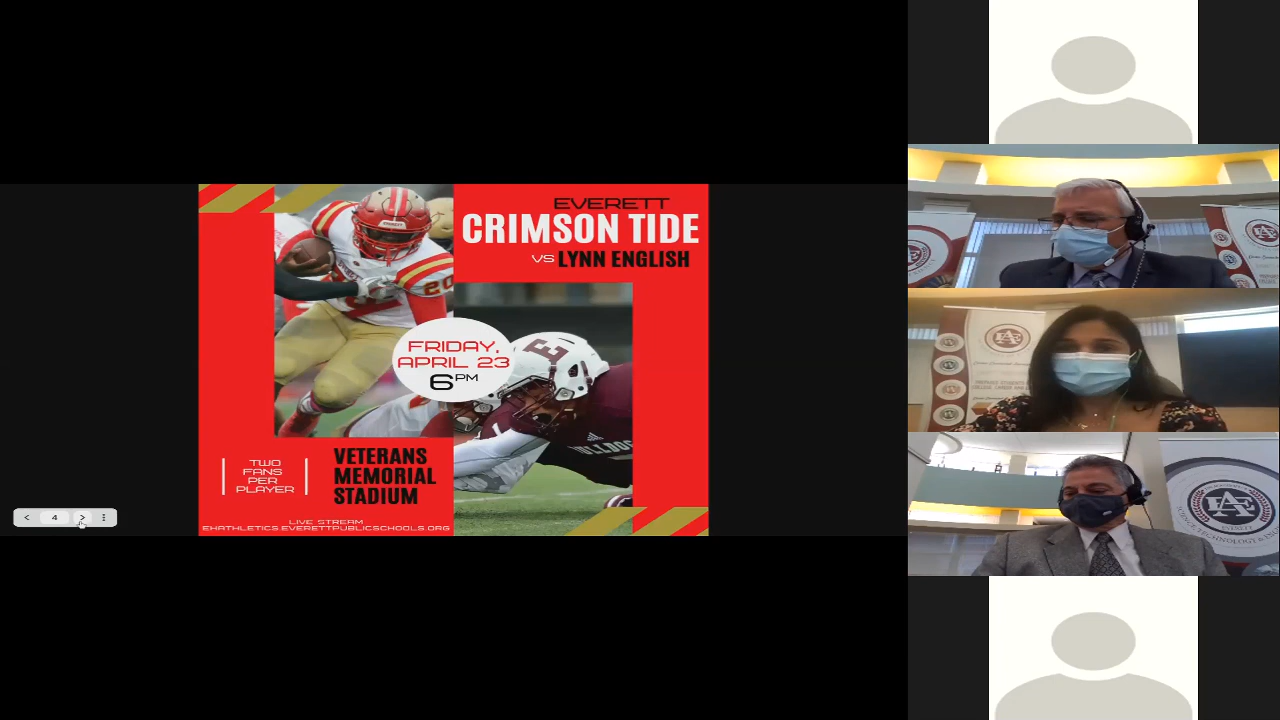 EVERETT
CRIMSON TIDE
VS LYNN ENGLISH
20
FRIDAY,
APRIL 23
6PM
TWO
FANS
PER
PLAYER
VETERANS
MEMORIAL
STADIUM
LIVE STREAM
EHATHLETICS.EVERETTPUBLICSCHOOLS.ORG
4